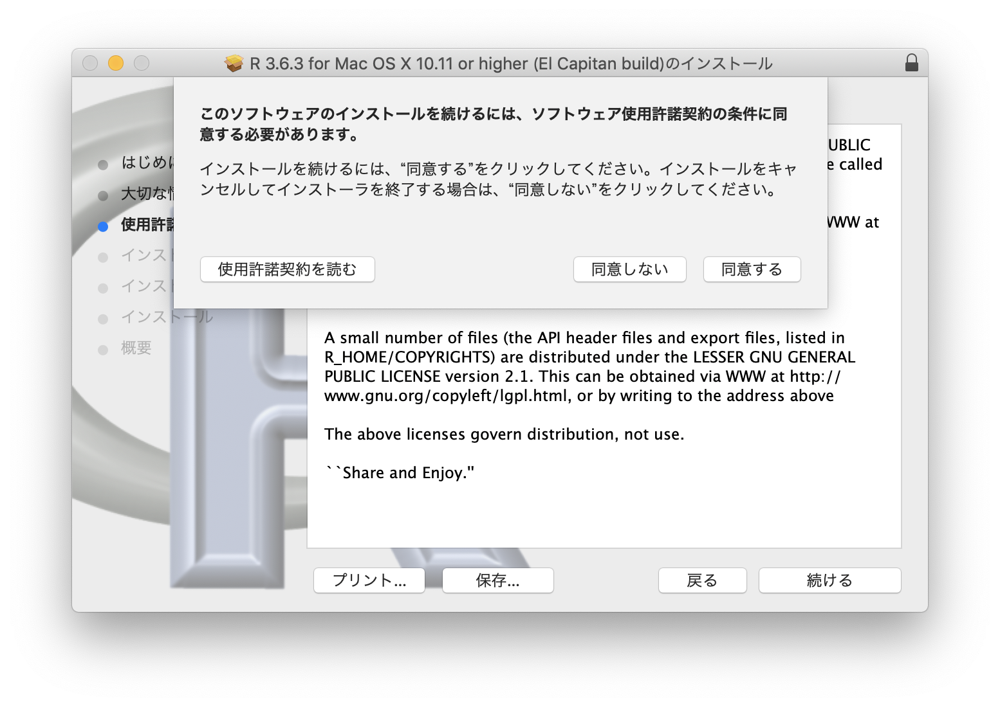 R 3.6.3 for Mac OS X 10.11 or higher (El Capitan build)のインストール
このソフトウェアのインストールを続けるには、ソフトウェア使用許諾契約の条件に同
意する必要があります。
インストールを続けるには、“同意する”をクリックしてください。インストールをキャ
ンセルしてインストーラを終了する場合は、“同意しない”をクリックしてください。
使用許諾契約を読む
同意しない
同意する
はじめに
大切な情
使用許諾
インスト
インスト
インストール
概要
UBLIC
e called
WWW at
A small number of files (the API header files and export files, listed in
R_HOME/COPYRIGHTS) are distributed under the LESSER GNU GENERAL
PUBLIC LICENSE version 2.1. This can be obtained via WWW at http://
www.gnu.org/copyleft/lgpl.html, or by writing to the address above
The above licenses govern distribution, not use.
``Share and Enjoy.''
プリント...
保存...
戻る
続ける